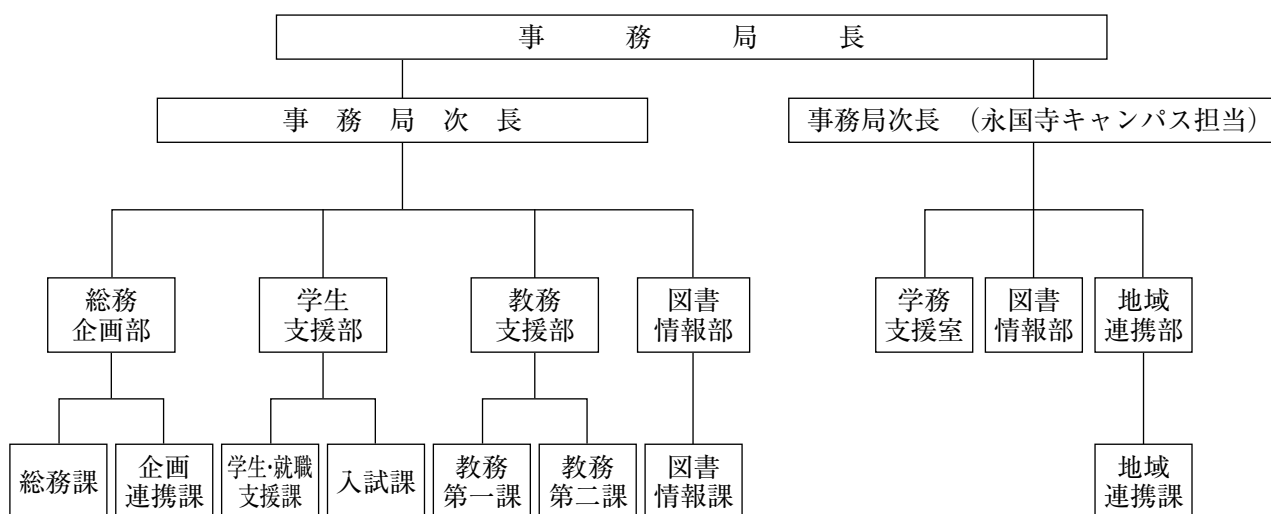 事務局長
事務局次長
事務局次長 （永国寺キャンパス担当）
総務
企画部
学生
支援部
教務
支援部
図書
情報部
学務
支援室
図書
情報部
地域
連携部
総務課
企画
連携課
学生・就職
支援課
入試課
教務
第一課
教務
第二課
図書
情報課
地域
連携課